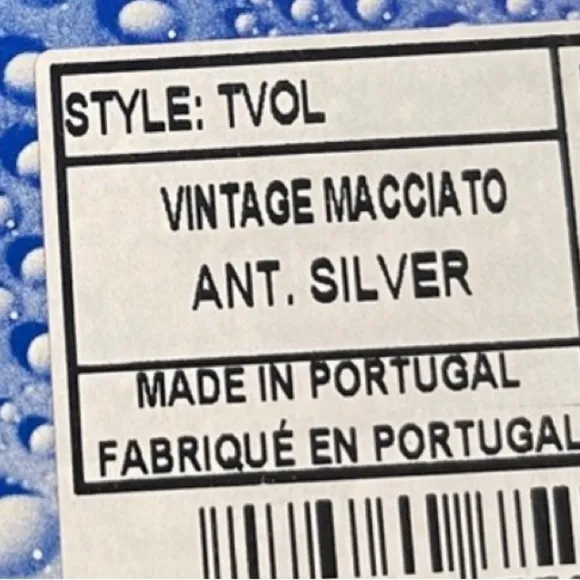 STYLE: TVOL
VINTAGE MACCIATO
ANT. SILVER
MADE IN PORTUGAL
FABRIQUÉ EN PORTUGAL